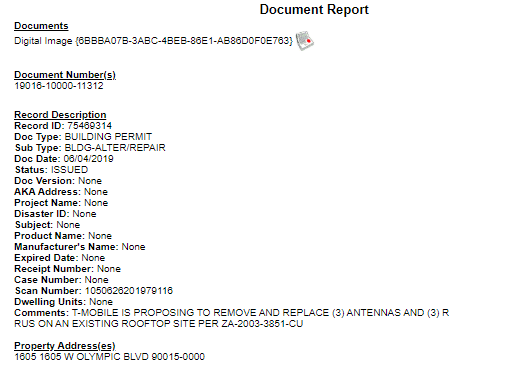 Document Report
Documents
Digital Image {6BBBA07B-3ABC-4BEB-86E1-AB86D0F0E763}
Document Number(s)
19016-10000-11312
Record Description
Record ID: 75469314
Doc Type: BUILDING PERMIT
Sub Type: BLDG-ALTER/REPAIR
Doc Date: 06/04/2019
Status: ISSUED
Doc Version: None
AKA Address: None
Project Name: None
Disaster ID: None
Subject: None
Product Name: None
Manufacturer's Name: None
Expired Date: None
Receipt Number: None
Case Number: None
Scan Number: 1050626201979116
Dwelling Units: None
Comments: T-MOBILE IS PROPOSING TO REMOVE AND REPLACE (3) ANTENNAS AND (3) R
RUS ON AN EXISTING ROOFTOP SITE PER ZA-2003-3851-CU
Property Address(es)
1605 1605 W OLYMPIC BLVD 90015-0000